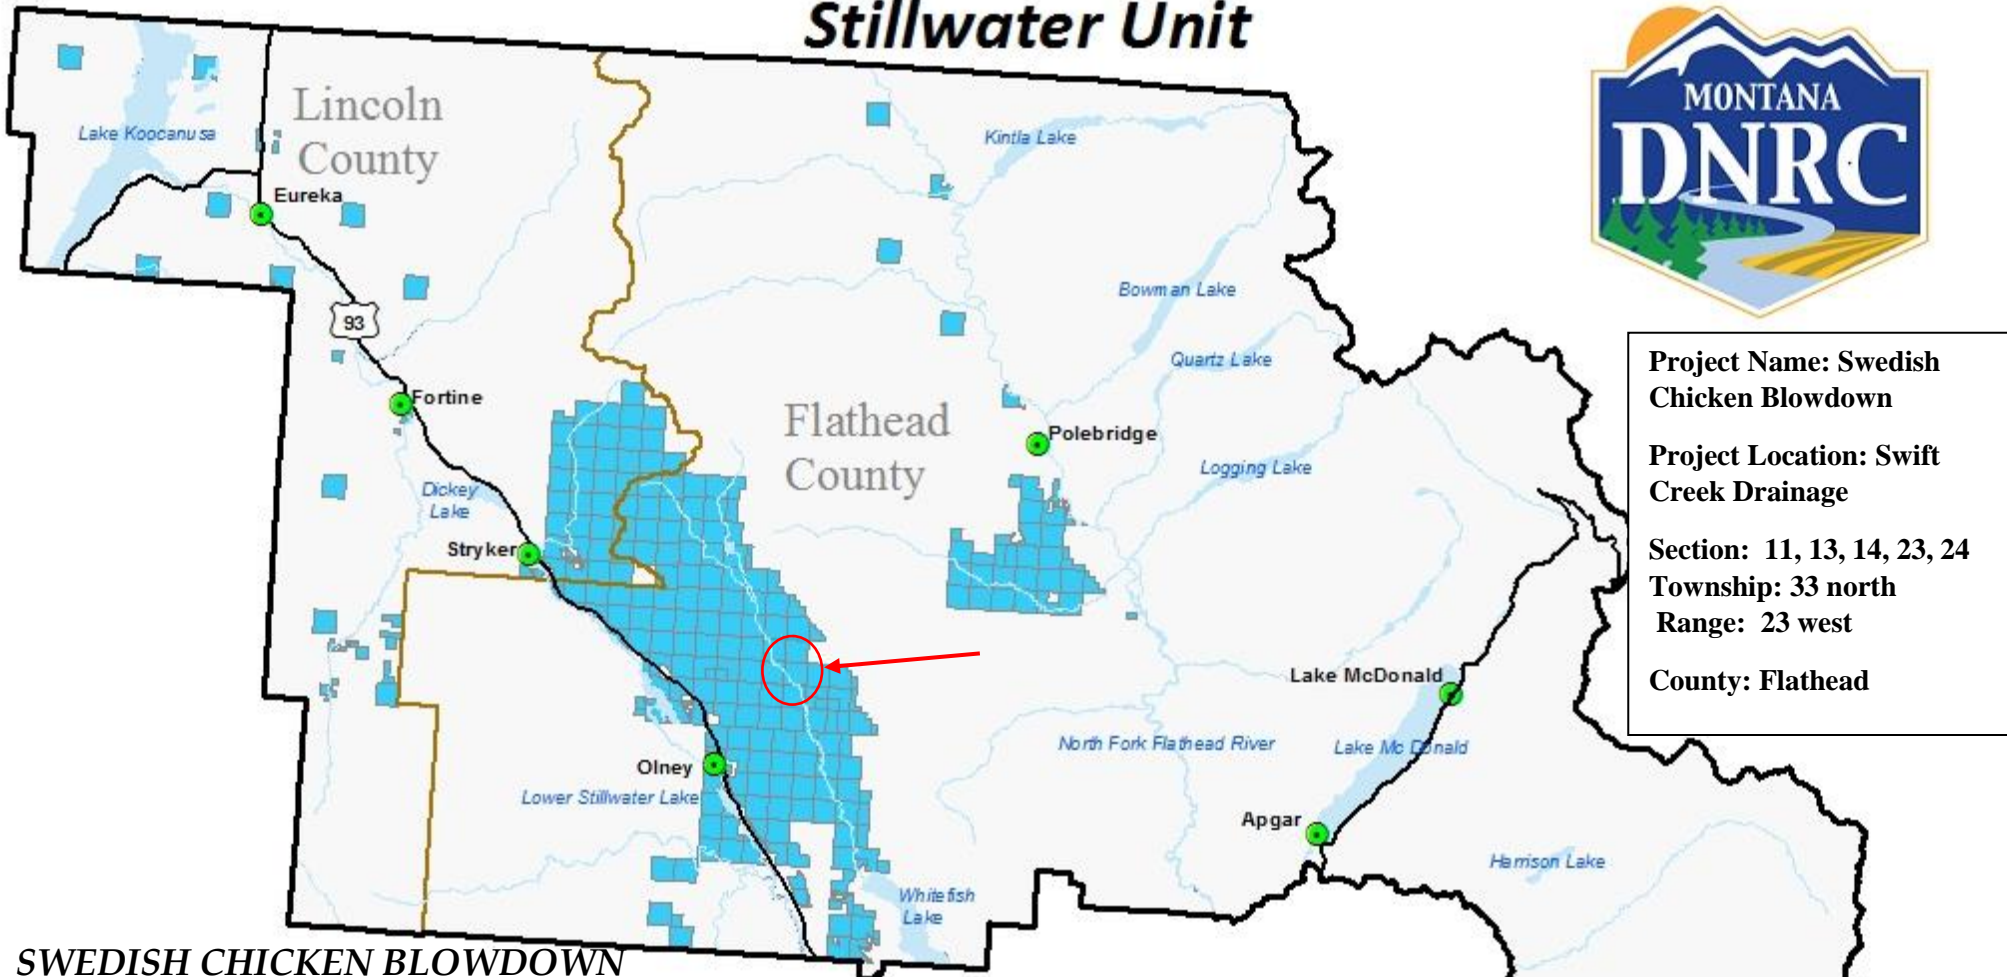 Stillwater Unit
MONTANA
DNRC
Lincoln
County
Lake Koocanusa
Eureka
93
Fortine
Dickey
Lake
Stryker
Flathead
County
Kintla Lake
Bowman Lake
Quartz Lake
Polebridge
Logging Lake
Lake McDonald
North Fork Flathead River
Lake Mc Donald
Olney
Lower Stillwater Lake
Apgar
Harrison Lake
Whitefish
Lake
Project Name: Swedish
Chicken Blowdown
Project Location: Swift
Creek Drainage
Section: 11, 13, 14, 23, 24
Township: 33 north
Range: 23 west
County: Flathead
SWEDISH CHICKEN BLOWDOWN